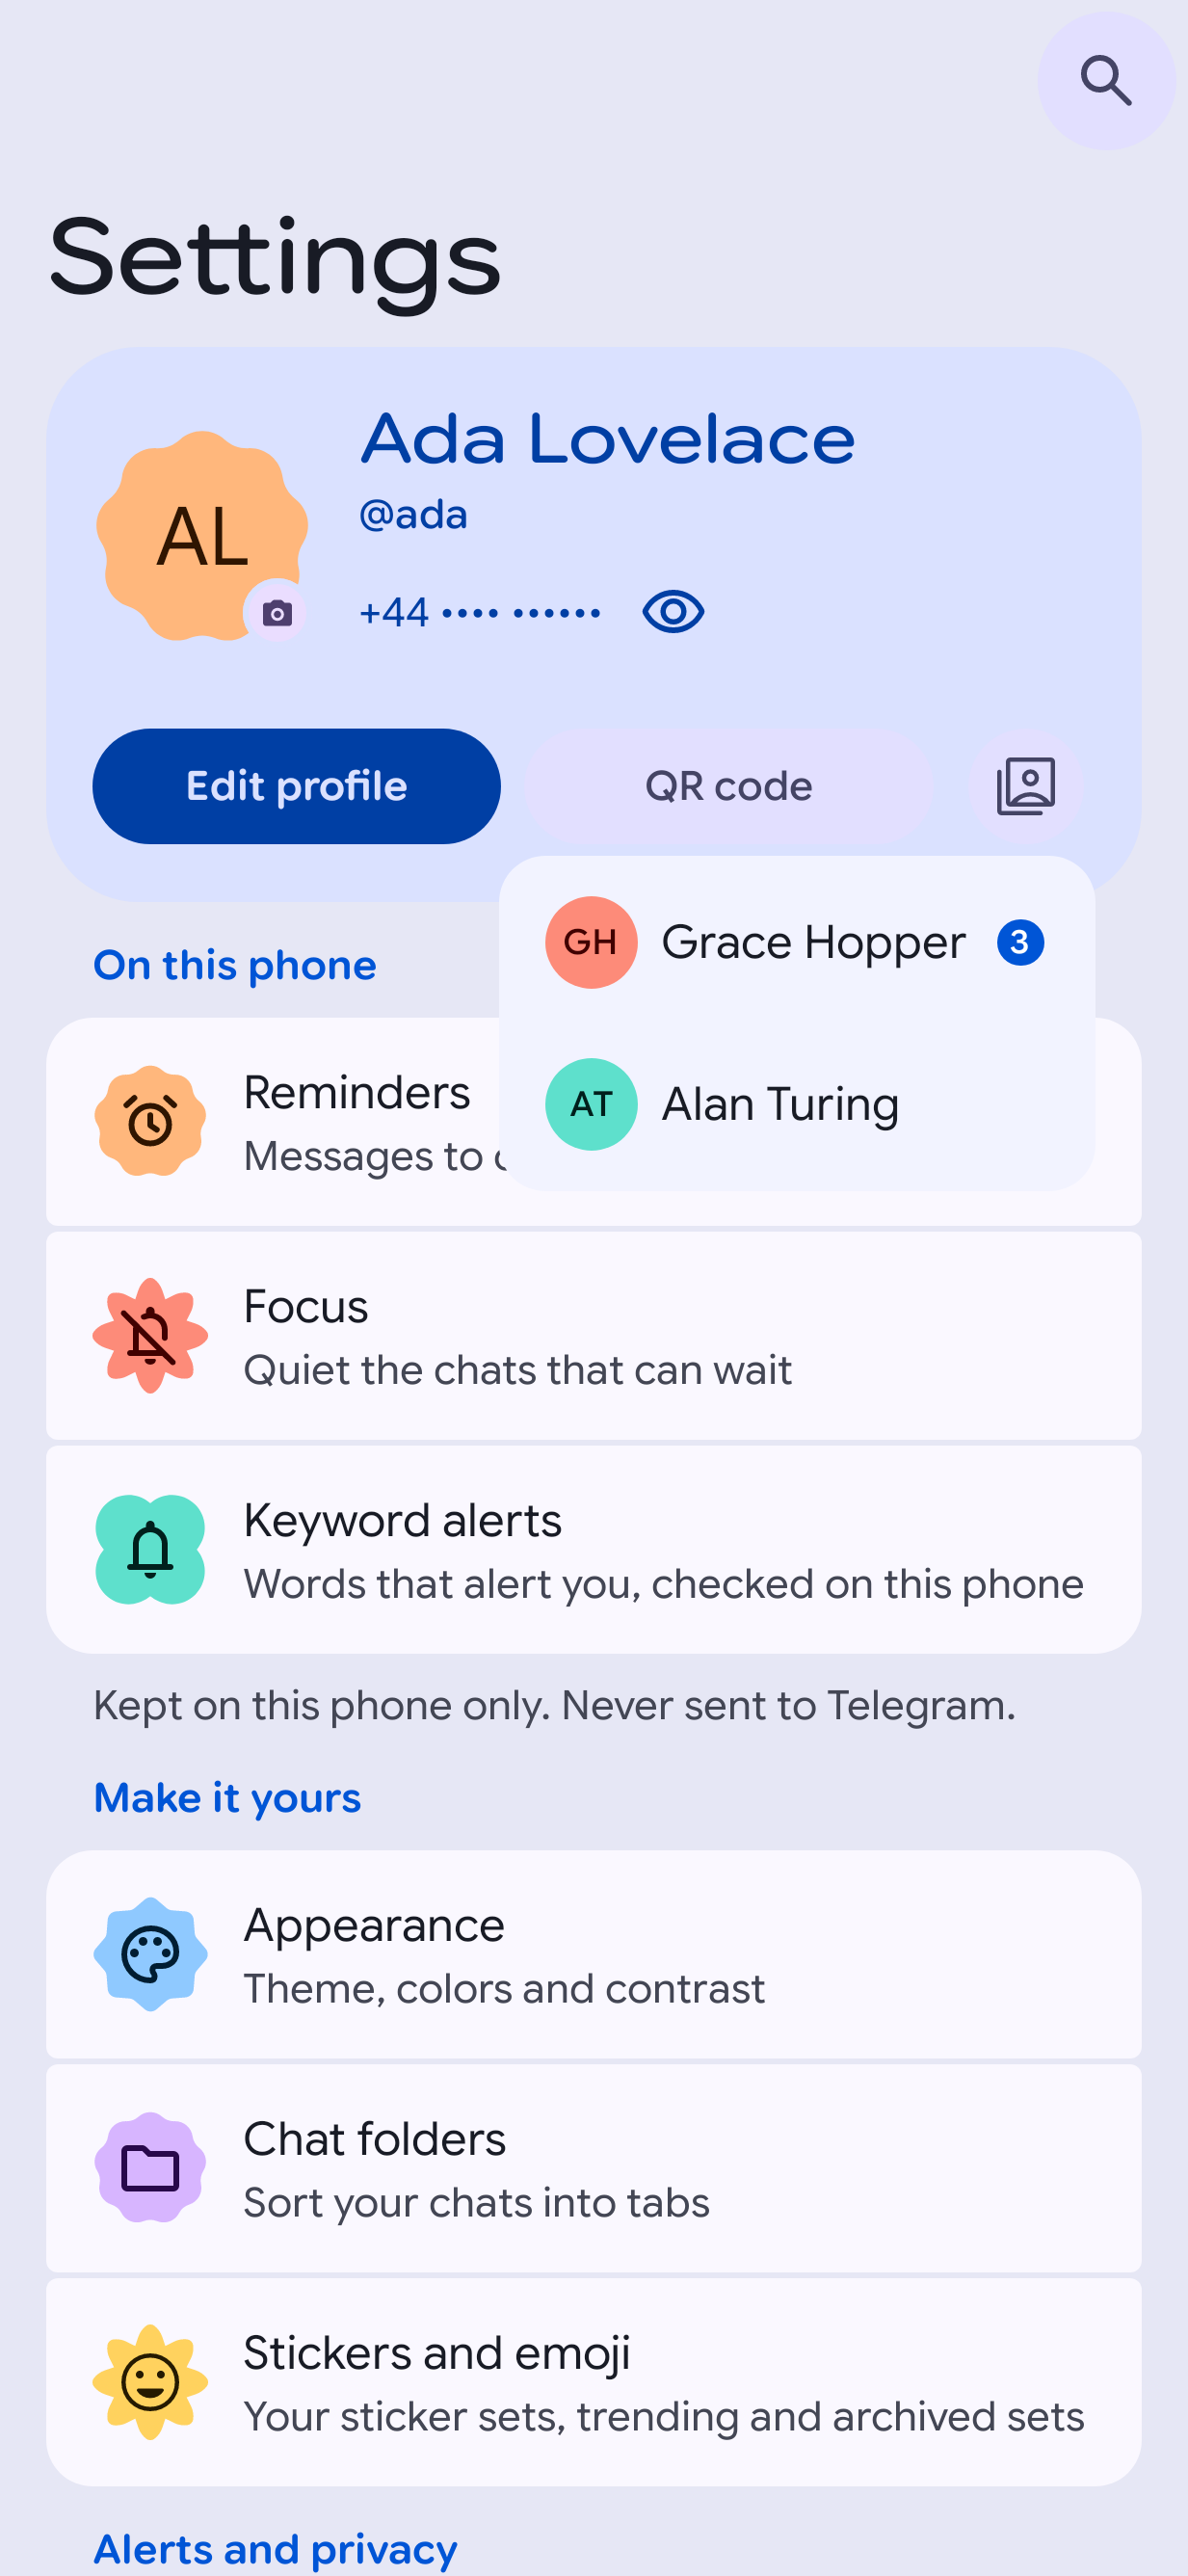 Settings
AL
Ada Lovelace
@ada
+44 •••• ••••••
Edit profile
QR code
GH
Grace Hopper
3
AT
Alan Turing
On this phone
Reminders
Messages to
Focus
Quiet the chats that can wait
Keyword alerts
Words that alert you, checked on this phone
Kept on this phone only. Never sent to Telegram.
Make it yours
Appearance
Theme, colors and contrast
Chat folders
Sort your chats into tabs
Stickers and emoji
Your sticker sets, trending and archived sets
Alerts and privacy